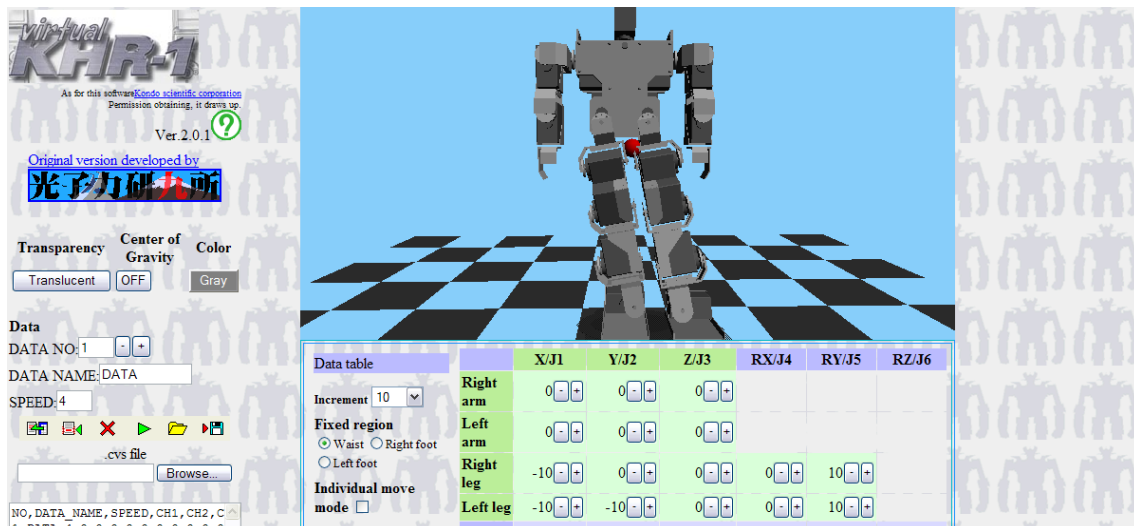 virtual
KHR-1
As for this softwareKondo scientific corporation
Permission obtaining, it draws up.
Ver.2.0.1 ?
Original version developed by
光子力研九所
Transparency Center of Gravity Color
Translucent OFF Gray
Data
DATA NO: 1 - +
DATA NAME: DATA
SPEED: 4
.cvs file
Browse...
NO,DATA_NAME,SPEED,CH1,CH2,C
Data table X/J1 Y/J2 Z/J3 RX/J4 RY/J5 RZ/J6
Increment 10
Fixed region
Waist Right foot
Left foot
Individual move
mode
Right arm 0 - + 0 - + 0 - +
Left arm 0 - + 0 - + 0 - +
Right leg -10 - + 0 - + 0 - + 0 - + 10 - +
Left leg -10 - + -10 - + 0 - + 0 - + 10 - +